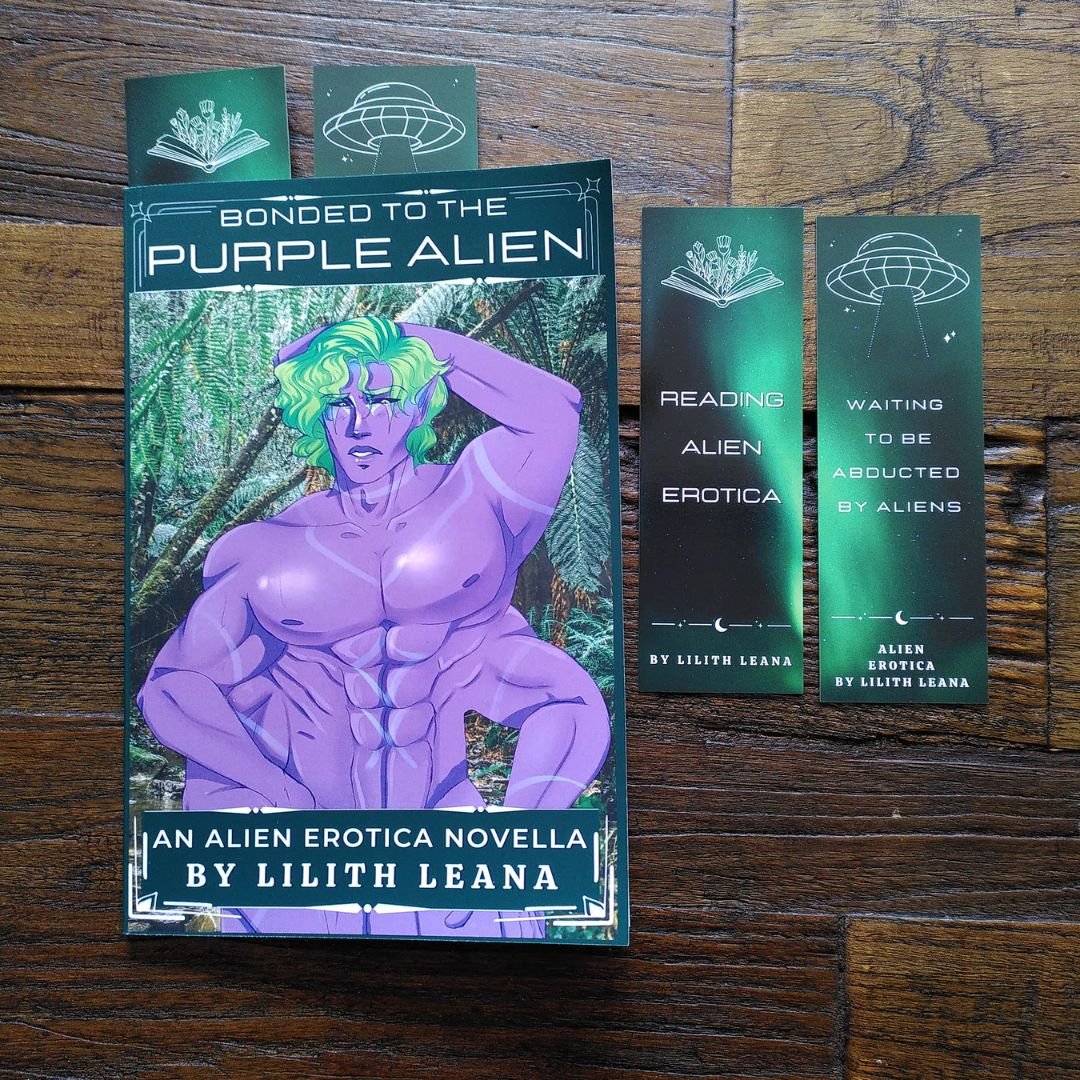 BONDED TO THE
PURPLE ALIEN
AN ALIEN EROTICA NOVELLA
BY LILITH LEANA
READING
ALIEN
EROTICA
BY LILITH LEANA
WAITING
TO BE
ABDUCTED
BY ALIENS
ALIEN
EROTICA
BY LILITH LEANA